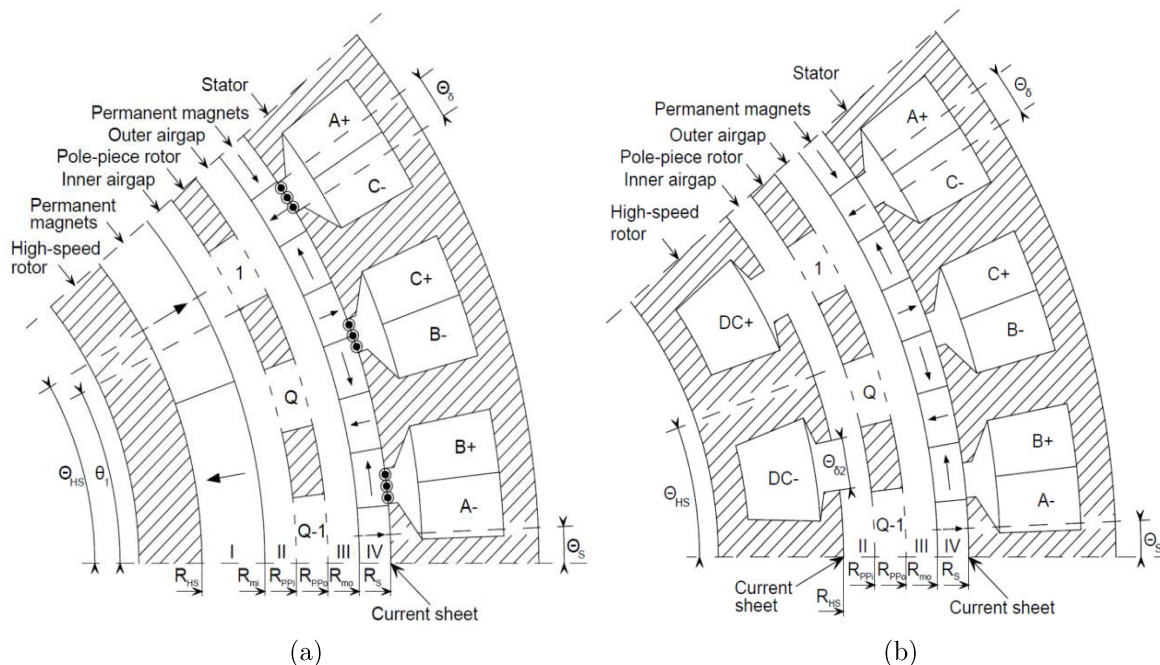 Stator
Permanent magnets
Outer airgap
Pole-piece rotor
Inner airgap
Permanent
magnets
High-speed
rotor
A+
C-
C+
B-
B+
A-
1
Q
Q-1
Θδ
ΘHS
θ1
ΘS
I
II
III
IV
RHS
Rmi
RPPi
RPPo
Rmo
RS
Current sheet
(a)
Stator
Permanent magnets
Outer airgap
Pole-piece rotor
Inner airgap
High-speed
rotor
A+
C-
C+
B-
B+
A-
DC+
DC-
1
Q
Q-1
Θδ
Θδ2
ΘHS
ΘS
II
III
IV
RPPi
RPPo
Rmo
RS
RHS
Current
sheet
Current sheet
(b)